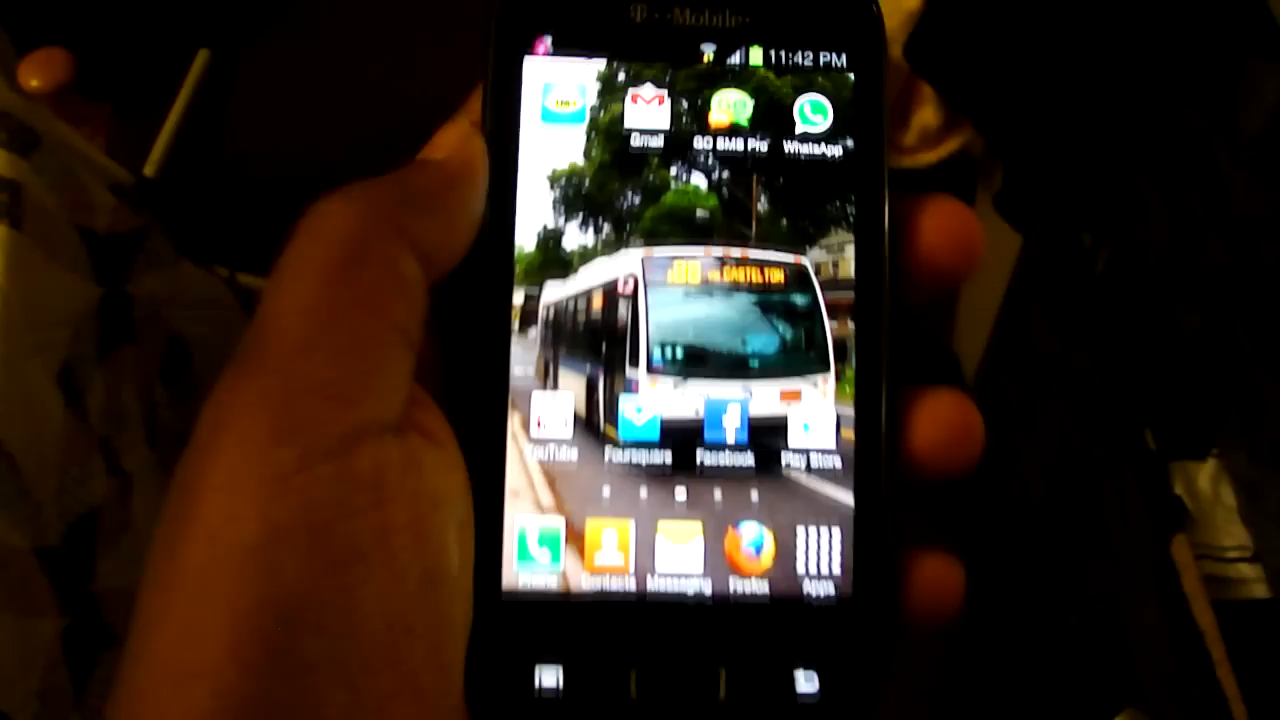 T··Mobile·
11:42 PM
Gmail
GO SMS Pro
WhatsApp
CASTELTON
YouTube
Foursquare
Facebook
Play Store
Phone
Contacts
Messaging
Firefox
Apps